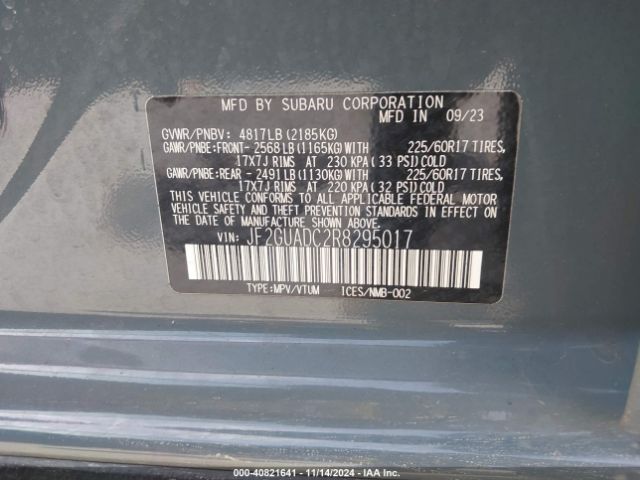 MFD BY SUBARU CORPORATION
MFD IN 09/23
GVWR/PNBV: 4817LB(2185KG)
GAWR/PNBE:FRONT- 2568LB(1165KG)WITH 225/60R17 TIRES,
17X7J RIMS AT 230 KPA(33 PSI)COLD
GAWR/PNBE:REAR - 2491LB(1130KG)WITH 225/60R17 TIRES,
17X7J RIMS AT 220 KPA(32 PSI)COLD
THIS VEHICLE CONFORMS TO ALL APPLICABLE FEDERAL MOTOR
VEHICLE SAFETY AND THEFT PREVENTION STANDARDS IN EFFECT
ON THE DATE OF MANUFACTURE SHOWN ABOVE.
VIN: JF2GUADC2R8295017
TYPE:MPV/VTUM ICES/NMB-002
000-40821641 - 11/14/2024 - IAA Inc.